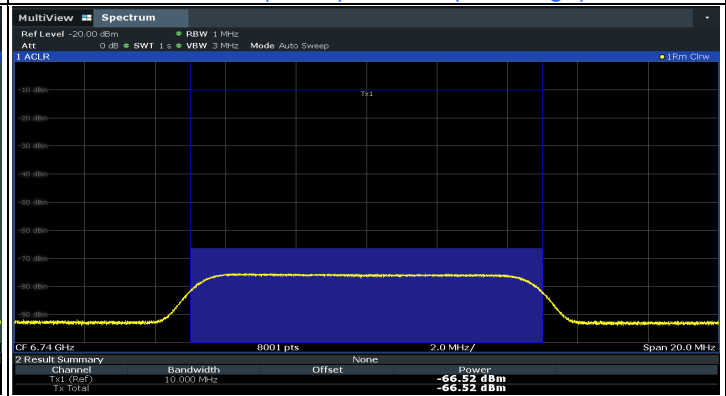 MultiView Spectrum
Ref Level -20.00 dBm RBW 1 MHz
Att 0 dB SWT 1 s VBW 3 MHz Mode Auto Sweep
1 ACLR 1Rm Clrw
-10 dBm
Tx1
-20 dBm
-30 dBm
-40 dBm
-50 dBm
-60 dBm
-70 dBm
-80 dBm
-90 dBm
CF 6.74 GHz 8001 pts 2.0 MHz/ Span 20.0 MHz
2 Result Summary None
Channel Bandwidth Offset Power
Tx1 (Ref) 10.000 MHz -66.52 dBm
Tx Total -66.52 dBm